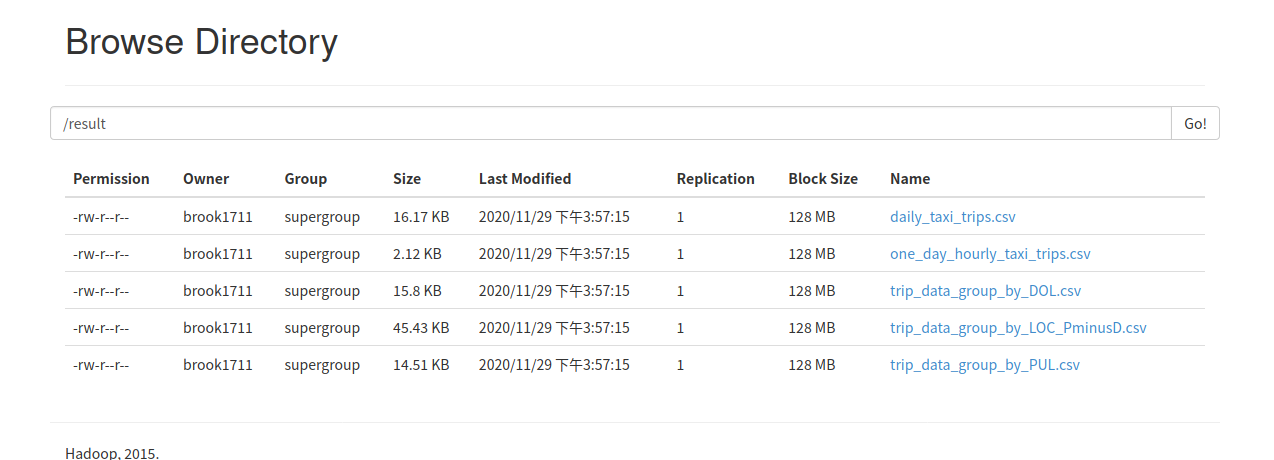 Browse Directory
/result Go!
Permission Owner Group Size Last Modified Replication Block Size Name
-rw-r--r-- brook1711 supergroup 16.17 KB 2020/11/29 下午3:57:15 1 128 MB daily_taxi_trips.csv
-rw-r--r-- brook1711 supergroup 2.12 KB 2020/11/29 下午3:57:15 1 128 MB one_day_hourly_taxi_trips.csv
-rw-r--r-- brook1711 supergroup 15.8 KB 2020/11/29 下午3:57:15 1 128 MB trip_data_group_by_DOL.csv
-rw-r--r-- brook1711 supergroup 45.43 KB 2020/11/29 下午3:57:15 1 128 MB trip_data_group_by_LOC_PminusD.csv
-rw-r--r-- brook1711 supergroup 14.51 KB 2020/11/29 下午3:57:15 1 128 MB trip_data_group_by_PUL.csv
Hadoop, 2015.